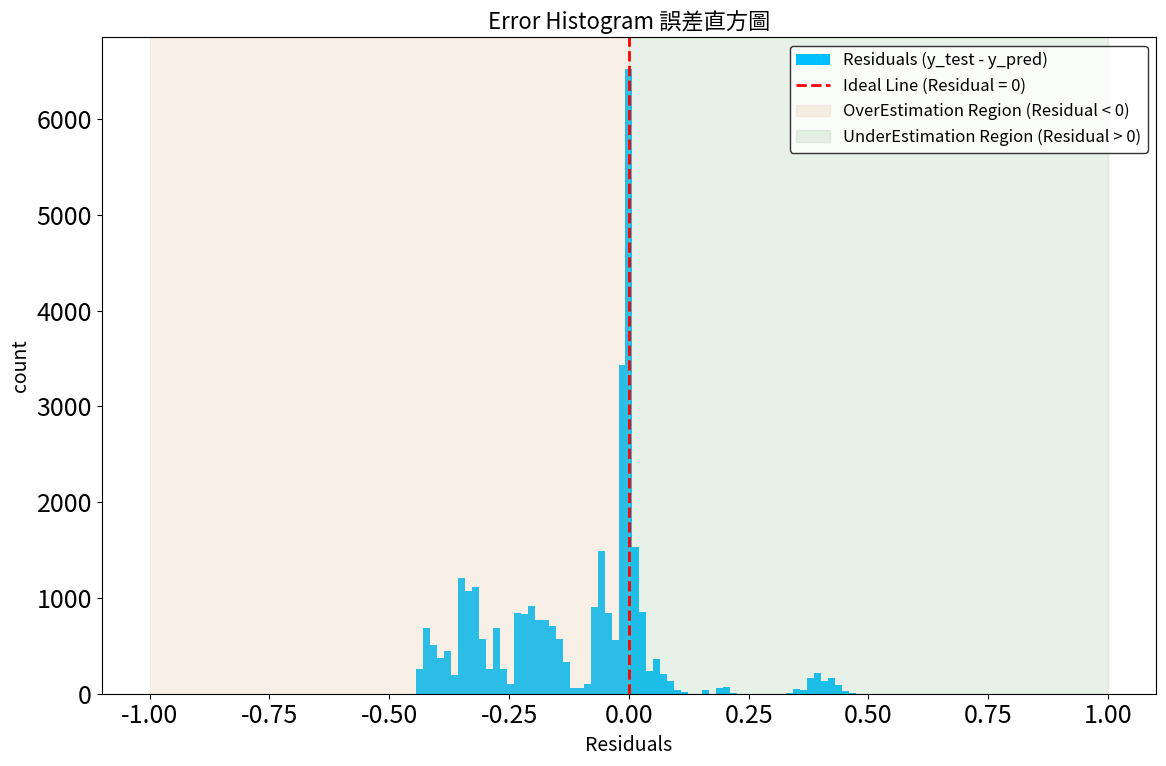 Error Histogram 誤差直方圖
Residuals (y_test - y_pred)
Ideal Line (Residual = 0)
OverEstimation Region (Residual < 0)
UnderEstimation Region (Residual > 0)
count
6000
5000
4000
3000
2000
1000
0
-1.00 -0.75 -0.50 -0.25 0.00 0.25 0.50 0.75 1.00
Residuals